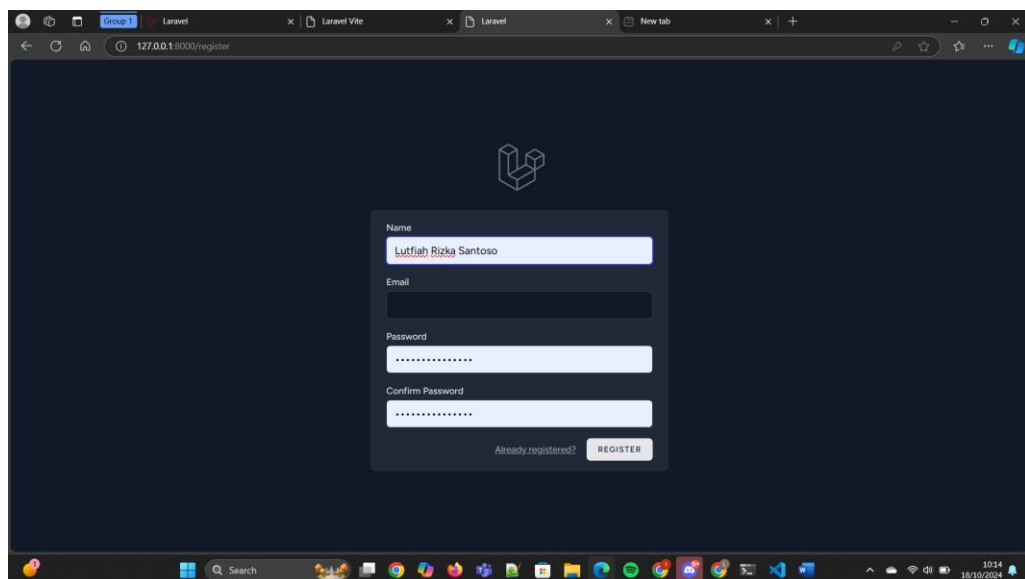 Group 1 Laravel Laravel Vite Laravel New tab
127.0.0.1:8000/register
Name
Lutfiah Rizka Santoso
Email
Password
Confirm Password
Already registered? REGISTER
Search
10:14
18/10/2024